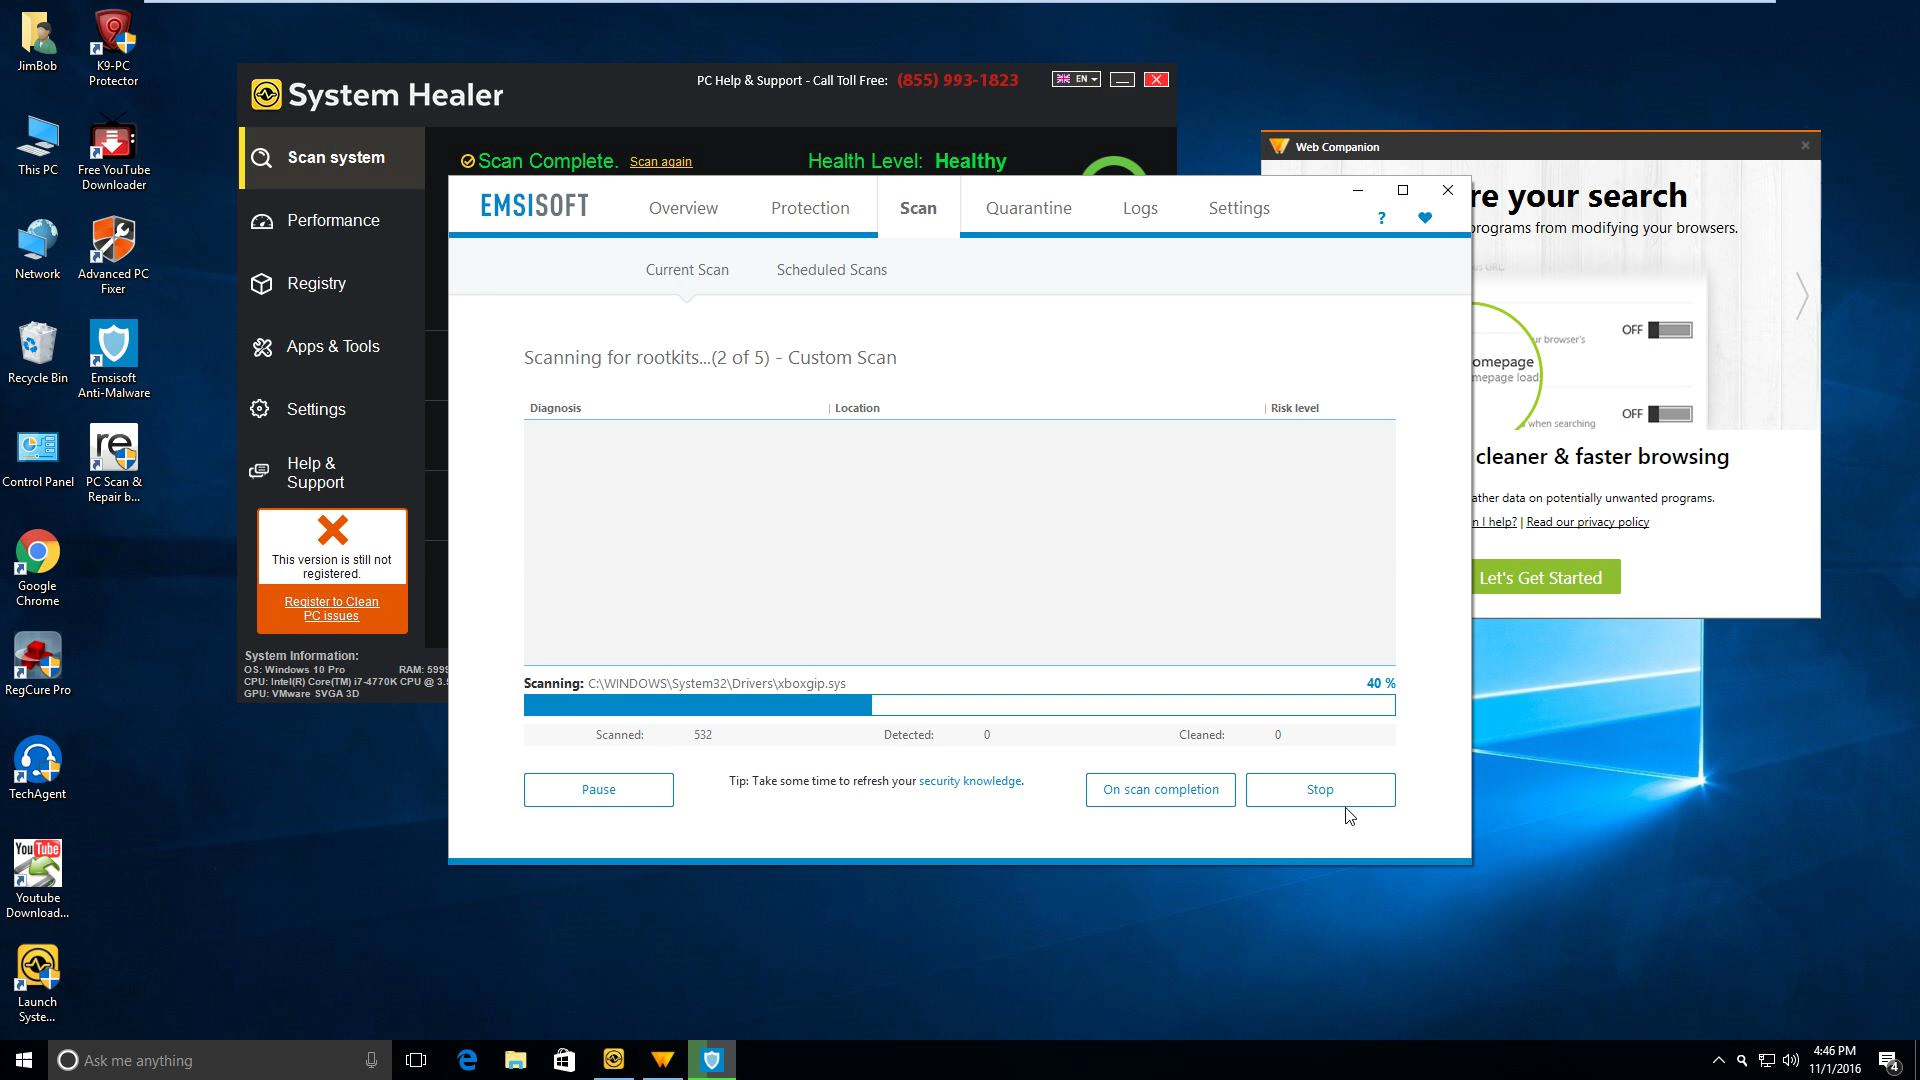 JimBob
K9-PC
Protector
This PC
Free YouTube
Downloader
Network
Advanced PC
Fixer
Recycle Bin
Emsisoft
Anti-Malware
Control Panel
re
PC Scan &
Repair b...
Google
Chrome
RegCure Pro
TechAgent
You Tube
Youtube
Download...
Launch
Syste...
System Healer
PC Help & Support - Call Toll Free: (855) 993-1823
EN
Scan system
Performance
Registry
Apps & Tools
Settings
Help &
Support
Scan Complete. Scan again
Health Level: Healthy
This version is still not
registered.
Register to Clean
PC issues
System Information:
OS: Windows 10 Pro RAM: 5999
CPU: Intel(R) Core(TM) i7-4770K CPU @ 3.
GPU: VMware SVGA 3D
EMSISOFT
Overview Protection Scan Quarantine Logs Settings
?
Current Scan Scheduled Scans
Scanning for rootkits...(2 of 5) - Custom Scan
Diagnosis Location Risk level
Scanning: C:\WINDOWS\System32\Drivers\xboxgip.sys 40 %
Scanned: 532 Detected: 0 Cleaned: 0
Pause
Tip: Take some time to refresh your security knowledge.
On scan completion
Stop
Web Companion
re your search
programs from modifying your browsers.
OFF
ur browser's
omepage
mepage load
OFF
when searching
cleaner & faster browsing
ather data on potentially unwanted programs.
n I help? | Read our privacy policy
Let's Get Started
Ask me anything
4:46 PM
11/1/2016
4